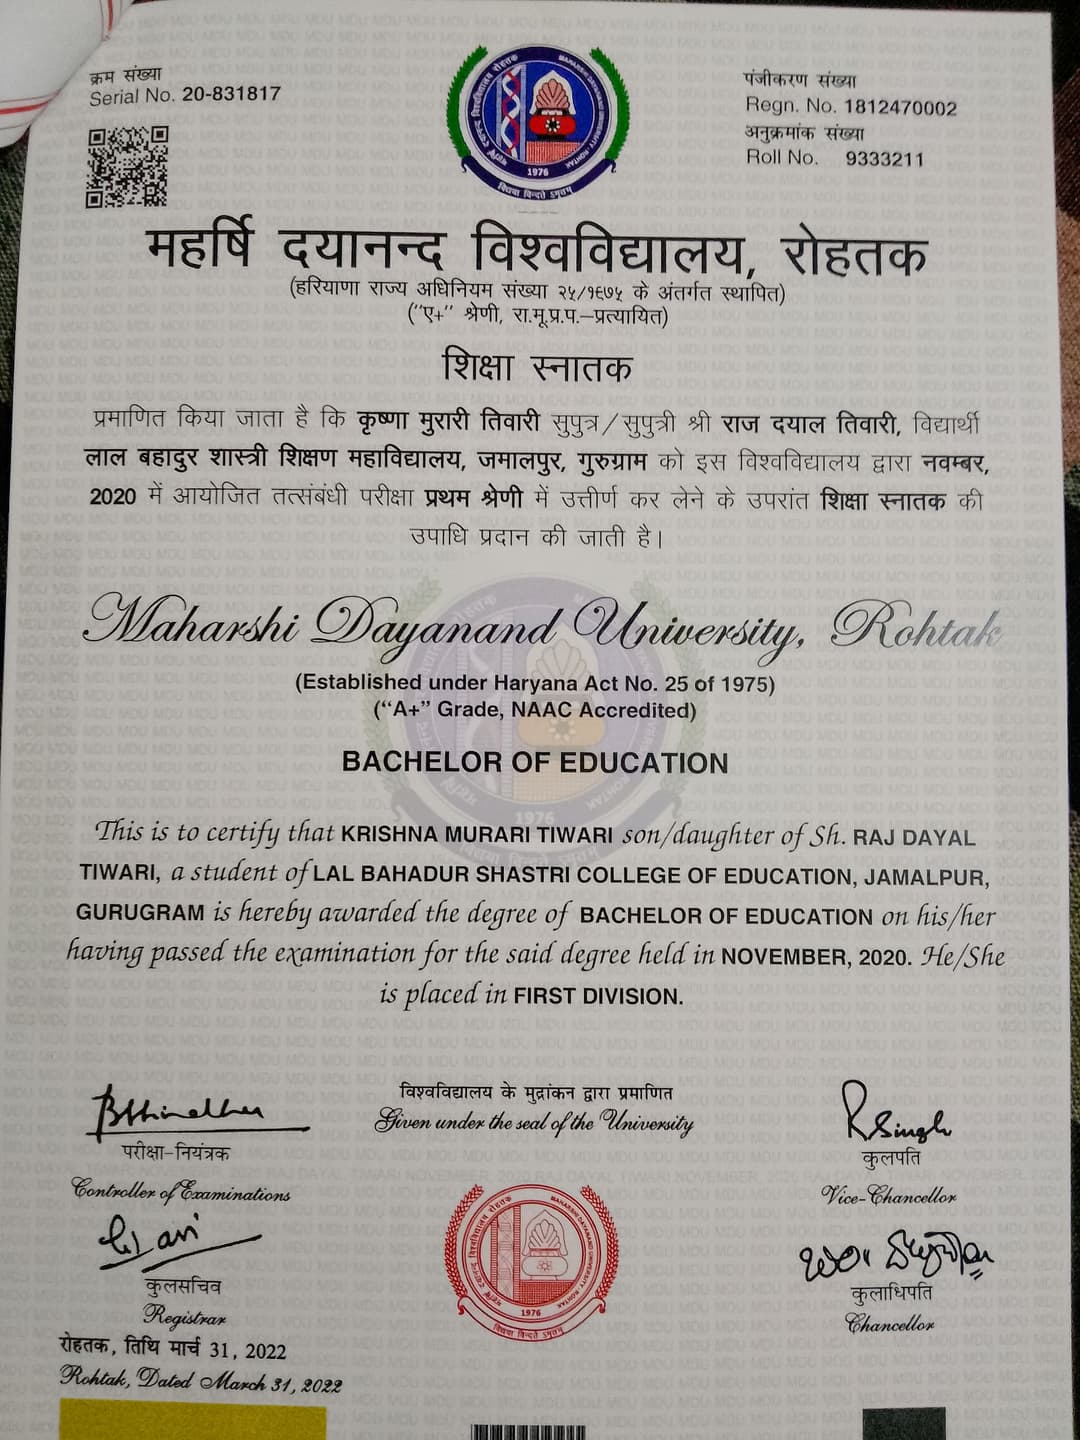 क्रम संख्या
Serial No. 20-831817
पंजीकरण संख्या
Regn. No. 1812470002
अनुक्रमांक संख्या
Roll No. 9333211
1976
महर्षि दयानन्द विश्वविद्यालय, रोहतक
(हरियाणा राज्य अधिनियम संख्या २५/१९७५ के अंतर्गत स्थापित)
("ए+" श्रेणी, रा.मू.प्र.प.–प्रत्यायित)
शिक्षा स्नातक
प्रमाणित किया जाता है कि कृष्णा मुरारी तिवारी सुपुत्र/सुपुत्री श्री राज दयाल तिवारी, विद्यार्थी
लाल बहादुर शास्त्री शिक्षण महाविद्यालय, जमालपुर, गुरुग्राम को इस विश्वविद्यालय द्वारा नवम्बर,
2020 में आयोजित तत्संबंधी परीक्षा प्रथम श्रेणी में उत्तीर्ण कर लेने के उपरांत शिक्षा स्नातक की
उपाधि प्रदान की जाती है।
Maharshi Dayanand University, Rohtak
(Established under Haryana Act No. 25 of 1975)
("A+" Grade, NAAC Accredited)
BACHELOR OF EDUCATION
This is to certify that KRISHNA MURARI TIWARI son/daughter of Sh. RAJ DAYAL
TIWARI, a student of LAL BAHADUR SHASTRI COLLEGE OF EDUCATION, JAMALPUR,
GURUGRAM is hereby awarded the degree of BACHELOR OF EDUCATION on his/her
having passed the examination for the said degree held in NOVEMBER, 2020. He/She
is placed in FIRST DIVISION.
विश्वविद्यालय के मुद्रांकन द्वारा प्रमाणित
Given under the seal of the University
परीक्षा-नियंत्रक
Controller of Examinations
RSingh
कुलपति
Vice-Chancellor
कुलसचिव
Registrar
कुलाधिपति
Chancellor
1976
रोहतक, तिथि मार्च 31, 2022
Rohtak, Dated March 31, 2022